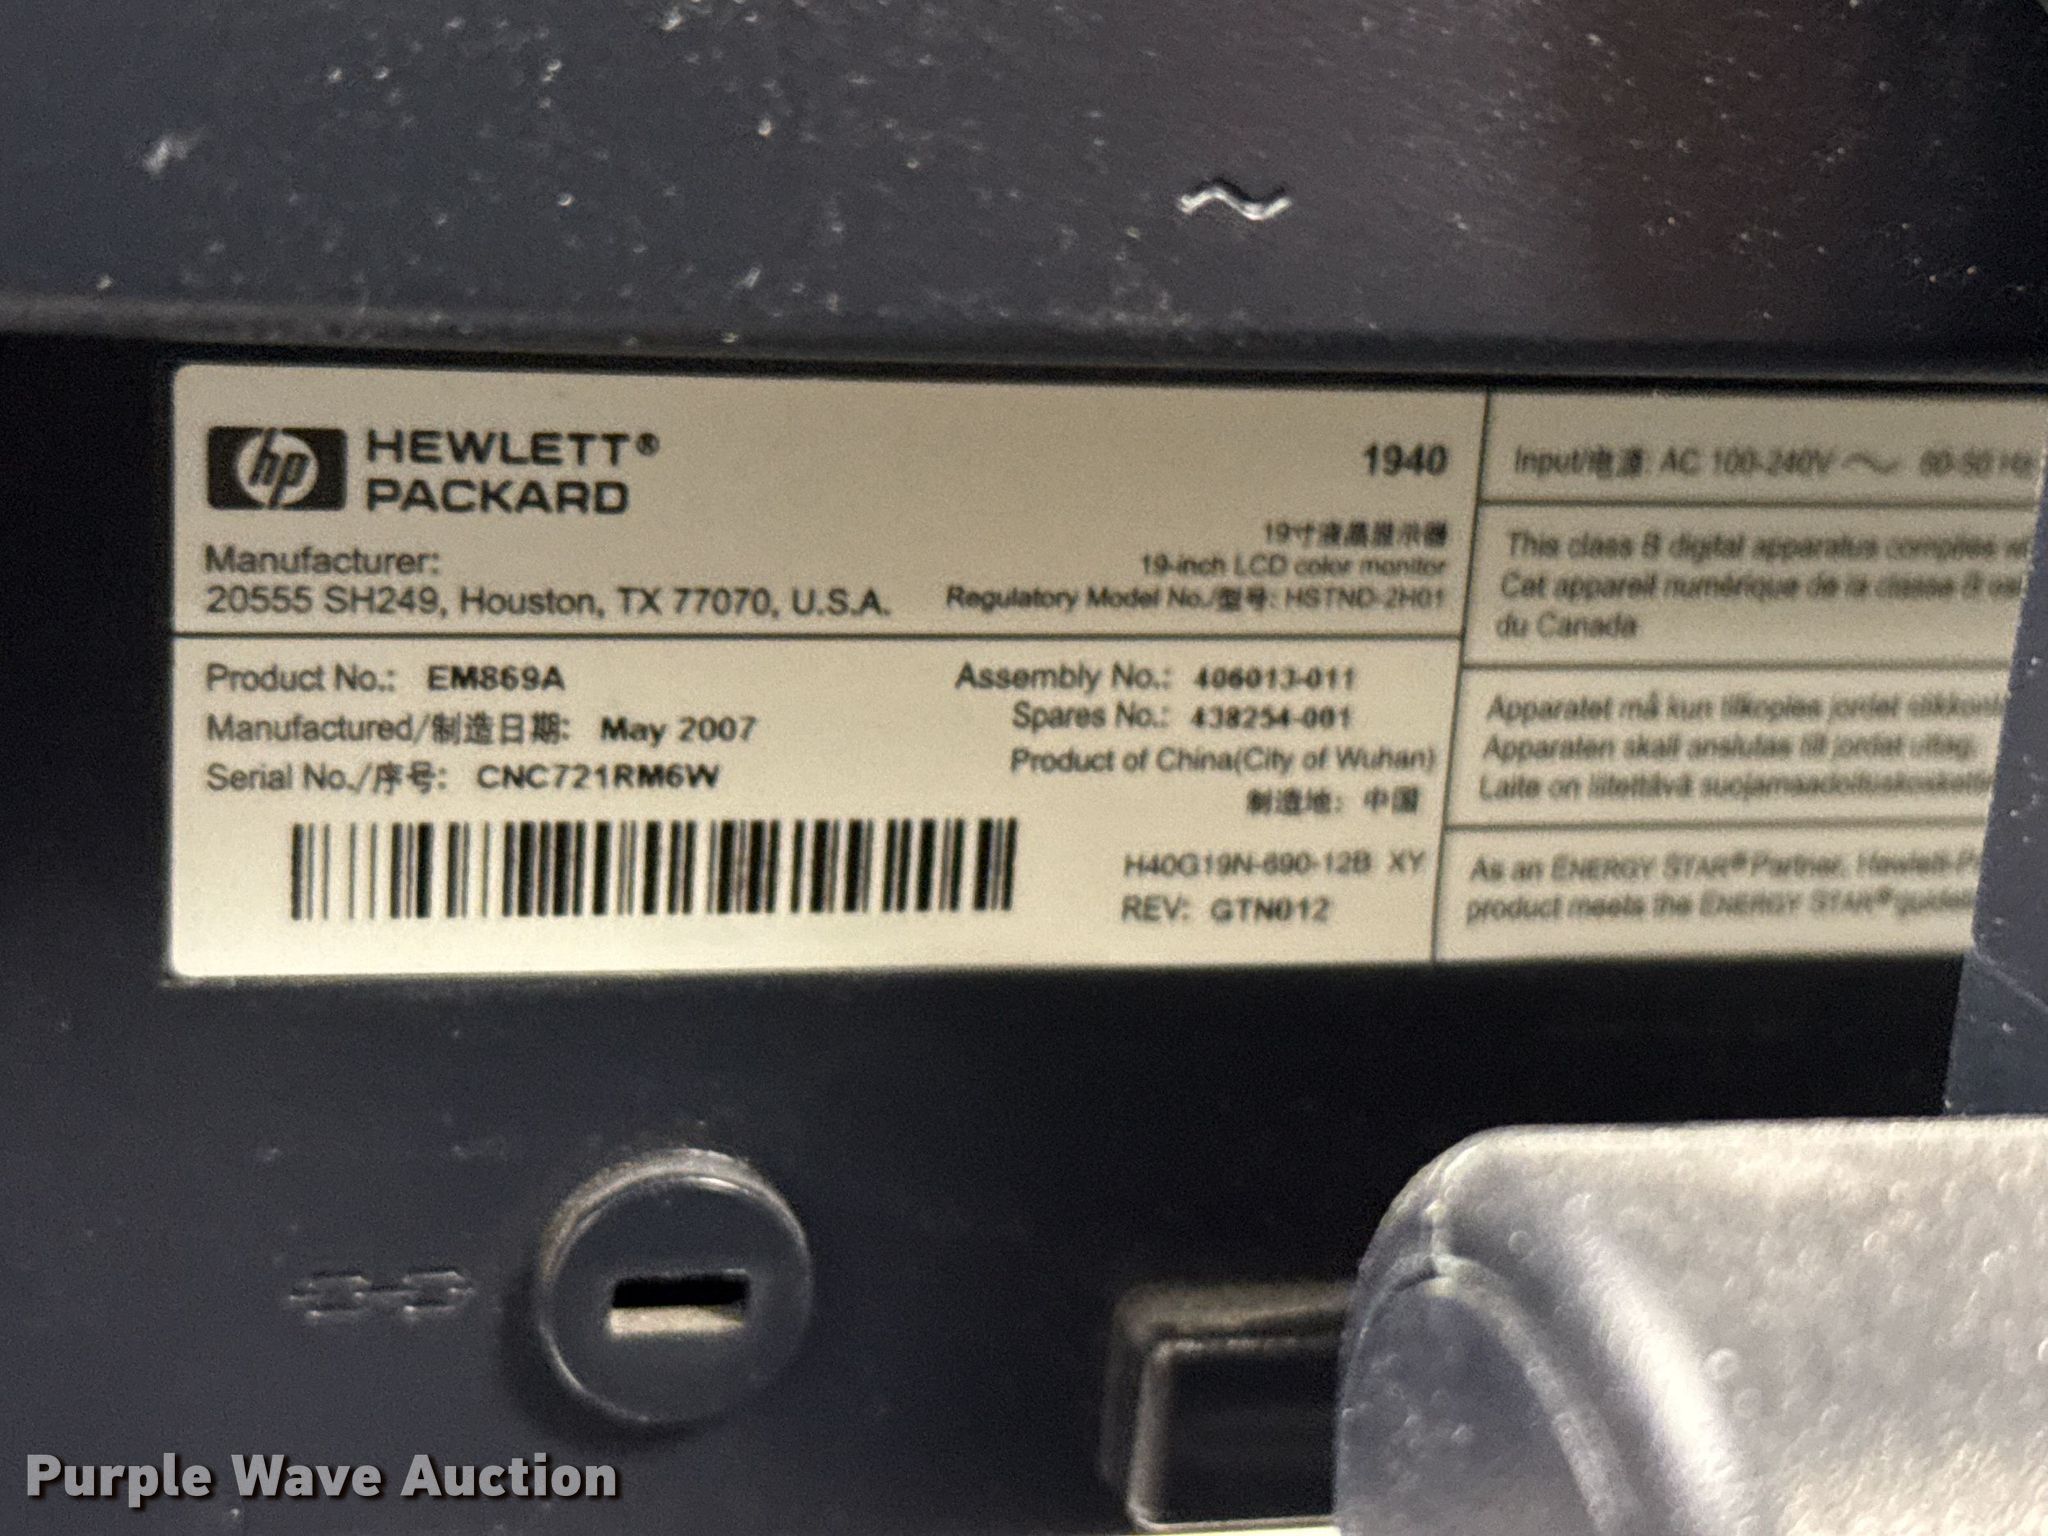 hp HEWLETT®
PACKARD
1940
Manufacturer:
20555 SH249, Houston, TX 77070, U.S.A.
19寸液晶显示器
19-inch LCD color monitor
Regulatory Model No./型号: HSTND-2H01
Product No.: EM869A
Manufactured/制造日期: May 2007
Serial No./序号: CNC721RM6W
Assembly No.: 406013-011
Spares No.: 438254-001
Product of China(City of Wuhan)
制造地: 中国
H40G19N-690-12B XY
REV: GTN012
Input/电源: AC 100-240V ~
This class B digital apparatus complies
Cet appareil numérique de la classe B
du Canada
Apparatet må kun tilkoples jordet
Apparaten skall anslutas till jordat uttag.
Laite on liitettävä
As an ENERGY STAR® Partner, Hewlett-P
product meets the ENERGY STAR®
Purple Wave Auction